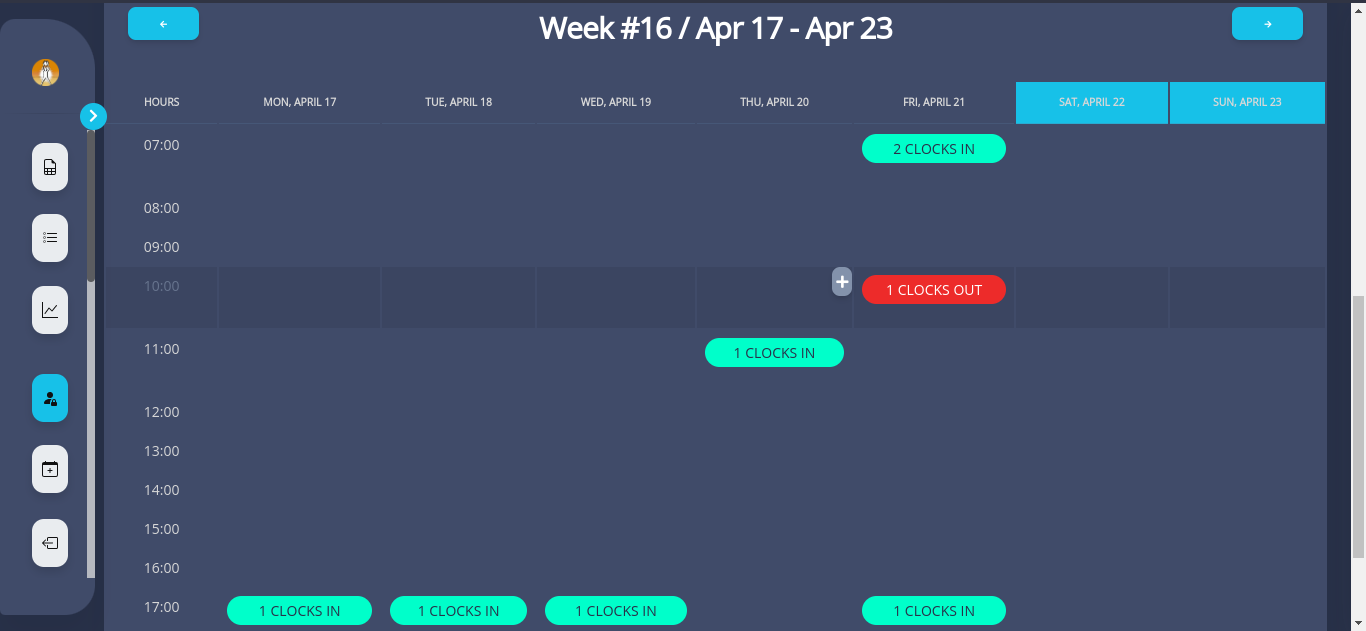 ← Week #16 / Apr 17 - Apr 23 →
HOURS MON, APRIL 17 TUE, APRIL 18 WED, APRIL 19 THU, APRIL 20 FRI, APRIL 21 SAT, APRIL 22 SUN, APRIL 23
07:00 2 CLOCKS IN
08:00
09:00
10:00 + 1 CLOCKS OUT
11:00 1 CLOCKS IN
12:00
13:00
14:00
15:00
16:00
17:00 1 CLOCKS IN 1 CLOCKS IN 1 CLOCKS IN 1 CLOCKS IN